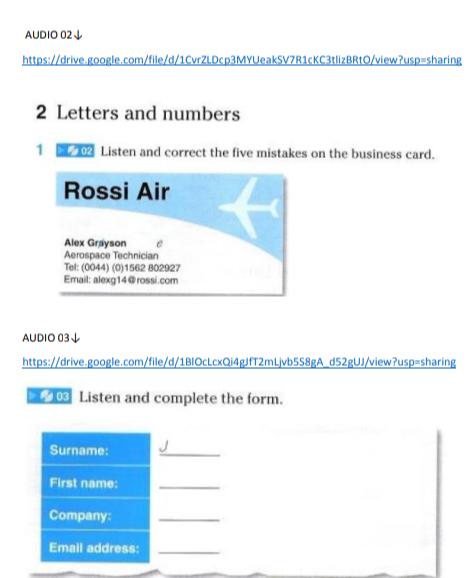 AUDIO 02↓
https://drive.google.com/file/d/1CvrZLDcp3MYUeakSV7R1cKC3tlizBRtO/view?usp=sharing
2 Letters and numbers
1 02 Listen and correct the five mistakes on the business card.
Rossi Air
Alex Grayson e
Aerospace Technician
Tel: (0044) (0)1562 802927
Email: alexg14@rossi.com
AUDIO 03↓
https://drive.google.com/file/d/1BlOcLcxQi4gJfT2mLjvb5S8gA_d52gUJ/view?usp=sharing
03 Listen and complete the form.
Surname: J
First name:
Company:
Email address: